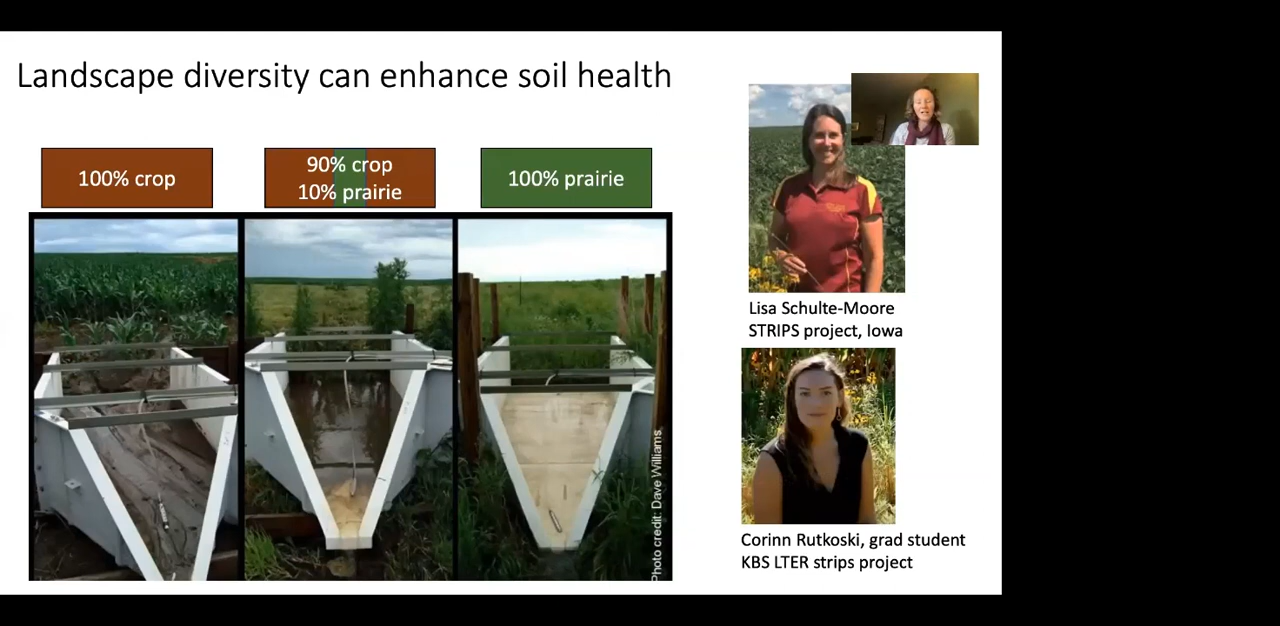 Landscape diversity can enhance soil health
100% crop
90% crop
10% prairie
100% prairie
Photo credit: Dave Williams
Lisa Schulte-Moore
STRIPS project, Iowa
Corinn Rutkoski, grad student
KBS LTER strips project